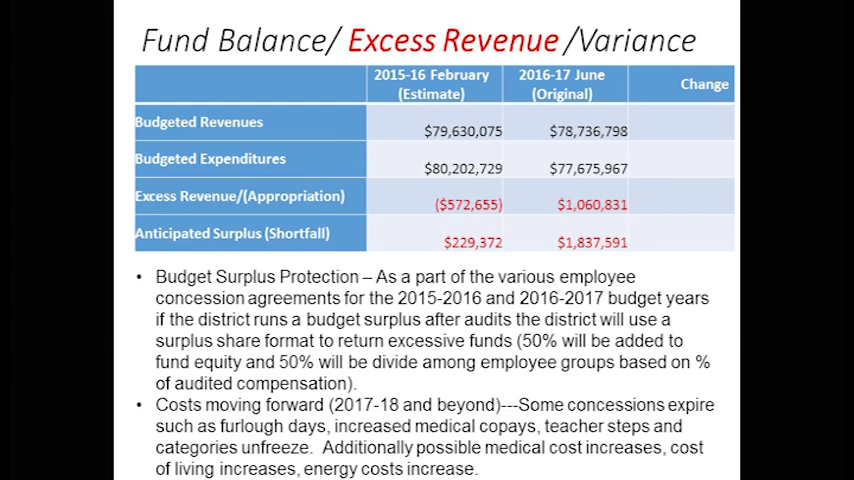 Fund Balance/ Excess Revenue /Variance
2015-16 February (Estimate) 2016-17 June (Original) Change
Budgeted Revenues $79,630,075 $78,736,798
Budgeted Expenditures $80,202,729 $77,675,967
Excess Revenue/(Appropriation) ($572,655) $1,060,831
Anticipated Surplus (Shortfall) $229,372 $1,837,591
• Budget Surplus Protection – As a part of the various employee
concession agreements for the 2015-2016 and 2016-2017 budget years
if the district runs a budget surplus after audits the district will use a
surplus share format to return excessive funds (50% will be added to
fund equity and 50% will be divide among employee groups based on %
of audited compensation).
• Costs moving forward (2017-18 and beyond)---Some concessions expire
such as furlough days, increased medical copays, teacher steps and
categories unfreeze. Additionally possible medical cost increases, cost
of living increases, energy costs increase.